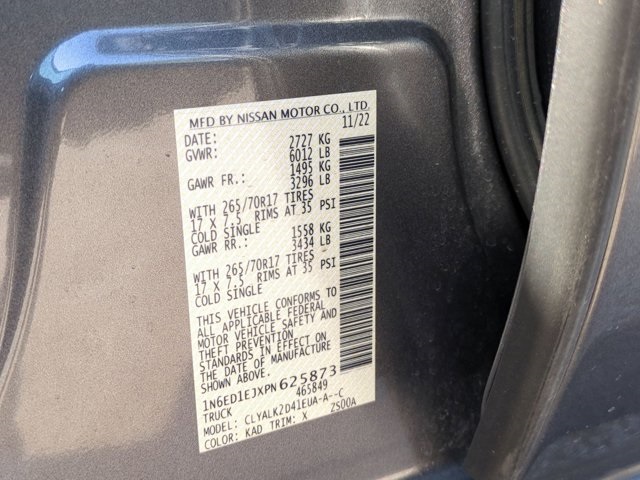 MFD BY NISSAN MOTOR CO., LTD.
DATE: 11/22
GVWR: 2727 KG
6012 LB
GAWR FR.: 1495 KG
3296 LB
WITH 265/70R17 TIRES
17 X 7.5 RIMS AT 35 PSI
COLD SINGLE
GAWR RR.: 1558 KG
3434 LB
WITH 265/70R17 TIRES
17 X 7.5 RIMS AT 35 PSI
COLD SINGLE
THIS VEHICLE CONFORMS TO
ALL APPLICABLE FEDERAL
MOTOR VEHICLE SAFETY AND
THEFT PREVENTION
STANDARDS IN EFFECT ON
THE DATE OF MANUFACTURE
1N6ED1EJXPN625873
TRUCK 465849
MODEL: CLYALK2D41EUA-A--C
COLOR: KAD TRIM: X 2S00A